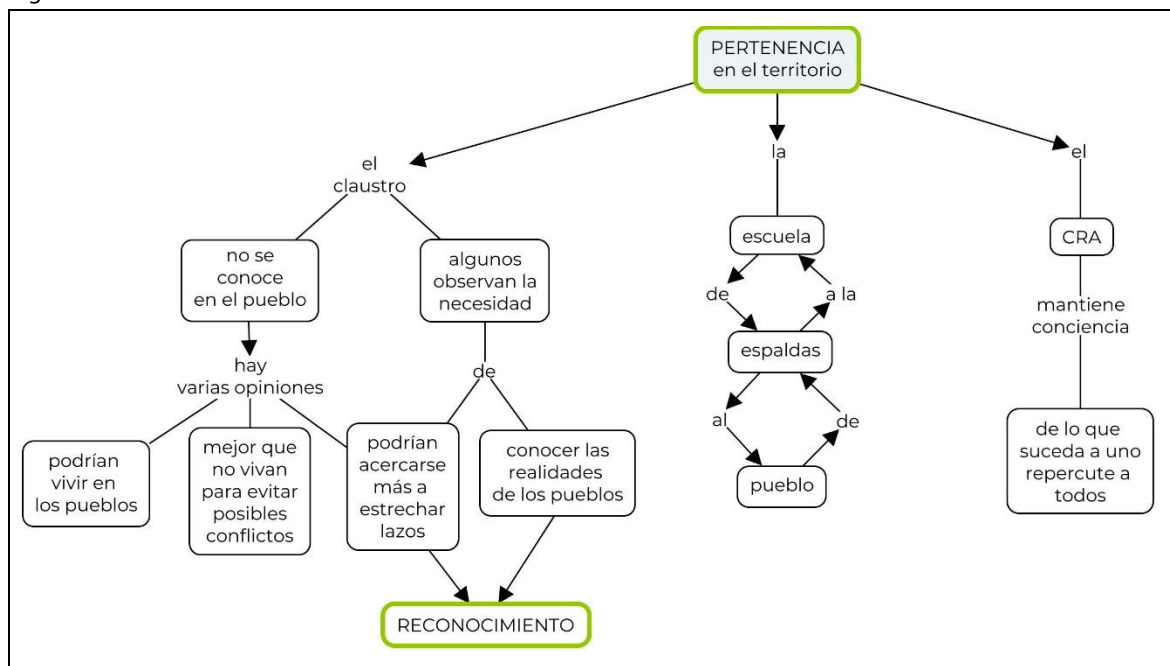 PERTENENCIA
en el territorio
el
claustro
la
el
no se
conoce
en el pueblo
algunos
observan la
necesidad
escuela
CRA
de
a la
mantiene
conciencia
espaldas
hay
varias opiniones
de
al
de
podrían
vivir en
los pueblos
mejor que
no vivan
para evitar
posibles
conflictos
podrían
acercarse
más a
estrechar
lazos
conocer las
realidades
de los pueblos
pueblo
de lo que
suceda a uno
repercute a
todos
RECONOCIMIENTO